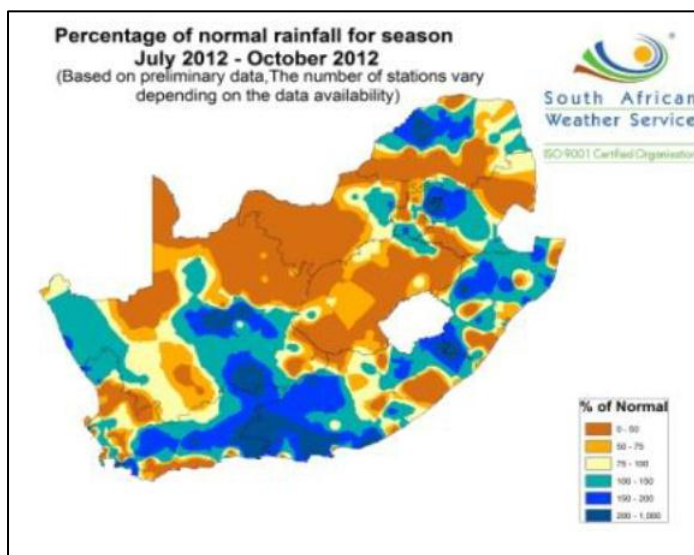 Percentage of normal rainfall for season
July 2012 - October 2012
(Based on preliminary data,The number of stations vary
depending on the data availability)
South African
Weather Service
ISO 9001 Certified Organisation
% of Normal
0 - 50
50 - 75
75 - 100
100 - 150
150 - 200
200 - 1,000